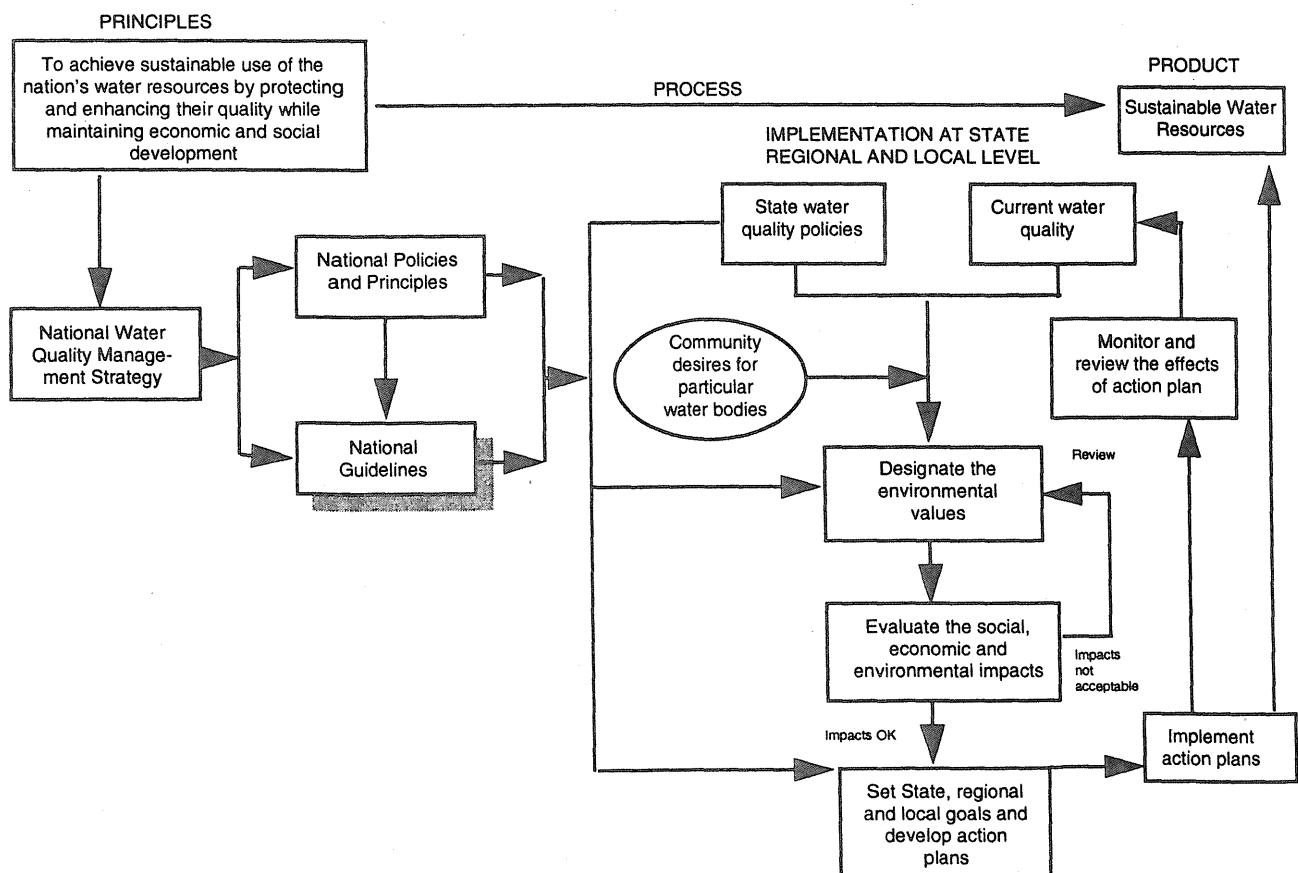 PRINCIPLES
To achieve sustainable use of the
nation's water resources by protecting
and enhancing their quality while
maintaining economic and social
development
PROCESS
PRODUCT
Sustainable Water
Resources
IMPLEMENTATION AT STATE
REGIONAL AND LOCAL LEVEL
State water
quality policies
Current water
quality
National Policies
and Principles
National Water
Quality Manage-
ment Strategy
National
Guidelines
Community
desires for
particular
water bodies
Monitor and
review the effects
of action plan
Designate the
environmental
values
Review
Evaluate the social,
economic and
environmental impacts
Impacts
not
acceptable
Impacts OK
Implement
action plans
Set State, regional
and local goals and
develop action
plans